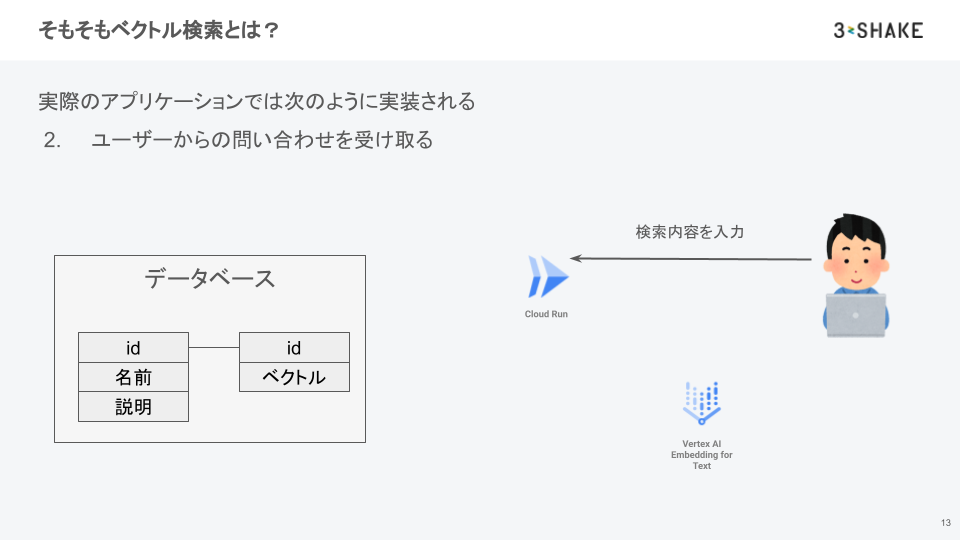 そもそもベクトル検索とは？
3 SHAKE
実際のアプリケーションでは次のように実装される
2. ユーザーからの問い合わせを受け取る
検索内容を入力
データベース
id
名前
説明
id
ベクトル
Cloud Run
Vertex AI
Embedding for
Text
13